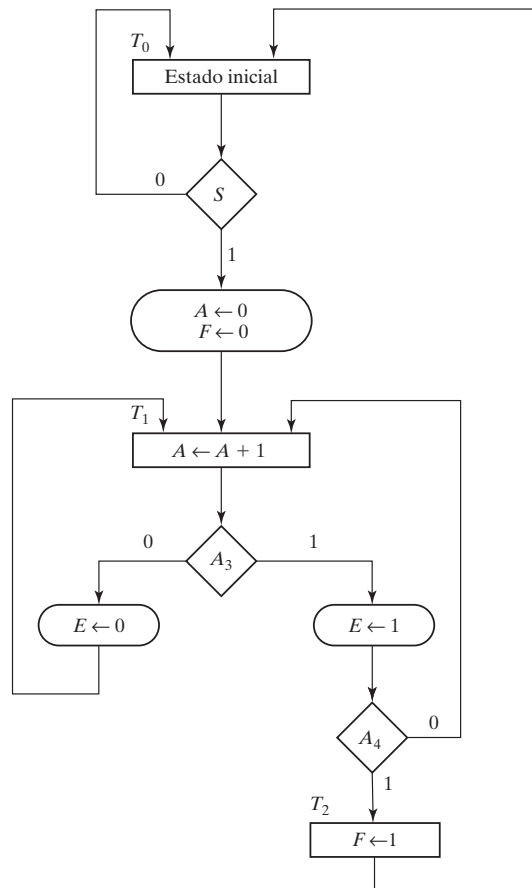 T₀
Estado inicial
0
S
1
A ← 0
F ← 0
T₁
A ← A + 1
0
A₃
1
E ← 0
E ← 1
A₄
0
1
T₂
F ← 1